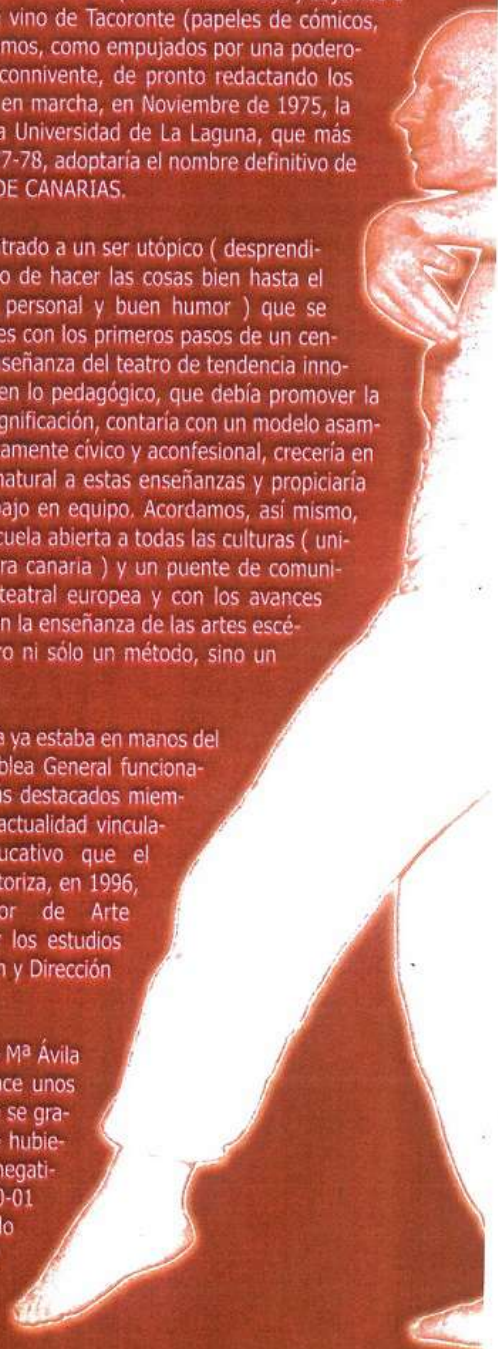 vino de Tacoronte (papeles de cómicos,
mos, como empujados por una podero-
connivente, de pronto redactando los
en marcha, en Noviembre de 1975, la
a Universidad de La Laguna, que más
7-78, adoptaría el nombre definitivo de
DE CANARIAS.
trado a un ser utópico ( desprendi-
o de hacer las cosas bien hasta el
personal y buen humor ) que se
es con los primeros pasos de un cen-
señanza del teatro de tendencia inno-
en lo pedagógico, que debía promover la
gnificación, contaría con un modelo asam-
tamente cívico y aconfesional, crecería en
natural a estas enseñanzas y propiciaría
bajo en equipo. Acordamos, así mismo,
cuela abierta a todas las culturas ( uni-
ra canaria ) y un puente de comuni-
teatral europea y con los avances
n la enseñanza de las artes escé-
ro ni sólo un método, sino un
a ya estaba en manos del
blea General funciona-
as destacados miem-
actualidad vincula-
ucativo que el
toriza, en 1996,
or de Arte
r los estudios
n y Dirección
Mª Ávila
ace unos
se gra-
e hubie-
negati-
0-01
do